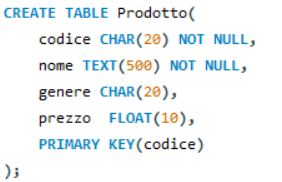 CREATE TABLE Prodotto(
codice CHAR(20) NOT NULL,
nome TEXT(500) NOT NULL,
genere CHAR(20),
prezzo FLOAT(10),
PRIMARY KEY(codice)
);